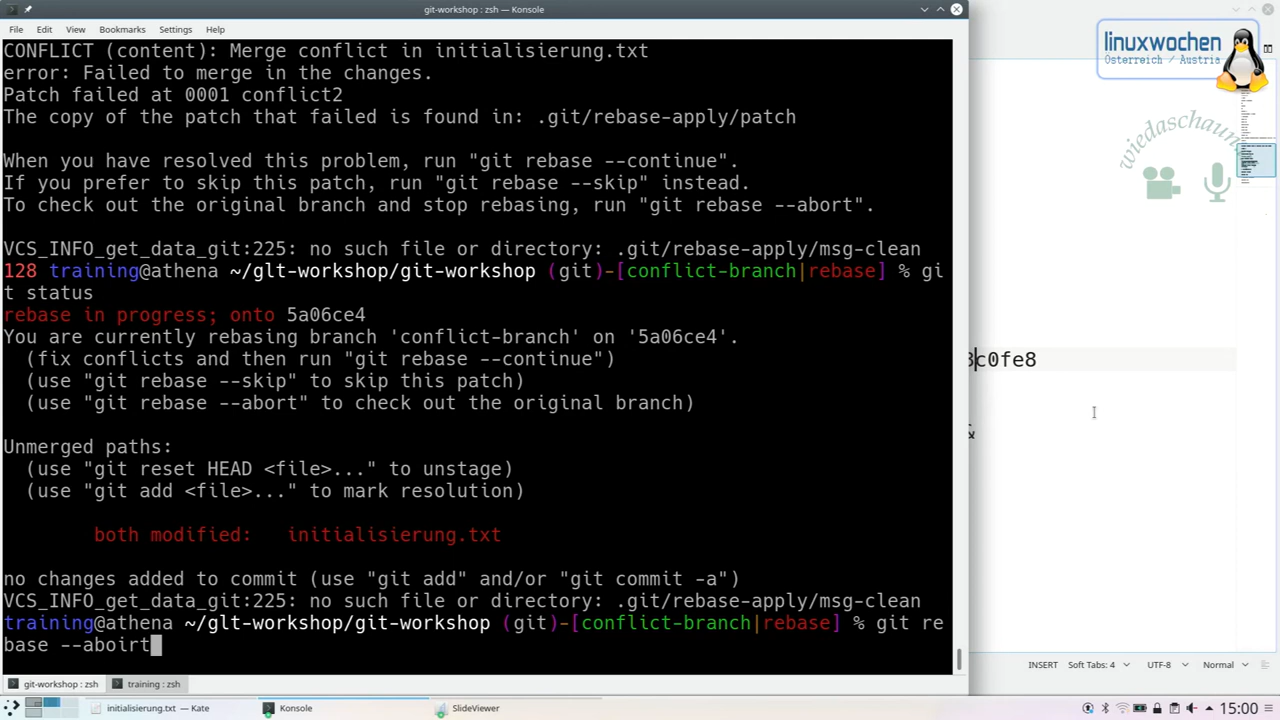 git-workshop : zsh — Konsole
File Edit View Bookmarks Settings Help
CONFLICT (content): Merge conflict in initialisierung.txt
error: Failed to merge in the changes.
Patch failed at 0001 conflict2
The copy of the patch that failed is found in: .git/rebase-apply/patch
When you have resolved this problem, run "git rebase --continue".
If you prefer to skip this patch, run "git rebase --skip" instead.
To check out the original branch and stop rebasing, run "git rebase --abort".
VCS_INFO_get_data_git:225: no such file or directory: .git/rebase-apply/msg-clean
128 training@athena ~/glt-workshop/git-workshop (git)-[conflict-branch|rebase] % gi
t status
rebase in progress; onto 5a06ce4
You are currently rebasing branch 'conflict-branch' on '5a06ce4'.
(fix conflicts and then run "git rebase --continue")
(use "git rebase --skip" to skip this patch)
(use "git rebase --abort" to check out the original branch)
Unmerged paths:
(use "git reset HEAD <file>..." to unstage)
(use "git add <file>..." to mark resolution)
both modified: initialisierung.txt
no changes added to commit (use "git add" and/or "git commit -a")
VCS_INFO_get_data_git:225: no such file or directory: .git/rebase-apply/msg-clean
training@athena ~/glt-workshop/git-workshop (git)-[conflict-branch|rebase] % git re
base --aboirt
git-workshop : zsh training : zsh
linuxwochen
Österreich / Austria
wiedaschaun
c0fe8
&
INSERT Soft Tabs: 4 UTF-8 Normal
initialisierung.txt — Kate Konsole SlideViewer 15:00